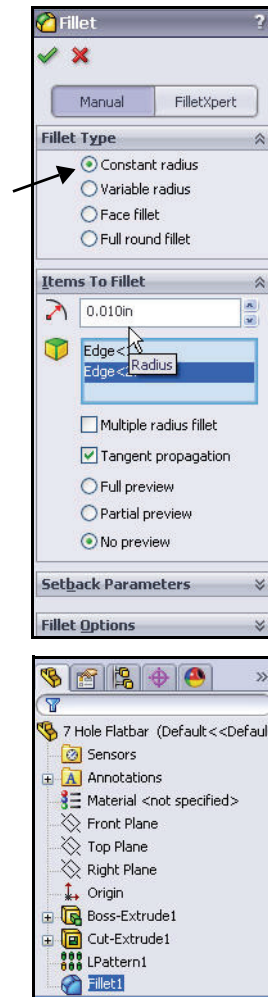 Fillet ?
Manual FilletXpert
Fillet Type
Constant radius
Variable radius
Face fillet
Full round fillet
Items To Fillet
0.010in
Edge<
Radius
Edge<2>
Multiple radius fillet
Tangent propagation
Full preview
Partial preview
No preview
Setback Parameters
Fillet Options
7 Hole Flatbar (Default<<Defaul
Sensors
A Annotations
Material <not specified>
Front Plane
Top Plane
Right Plane
Origin
Boss-Extrude1
Cut-Extrude1
LPattern1
Fillet1